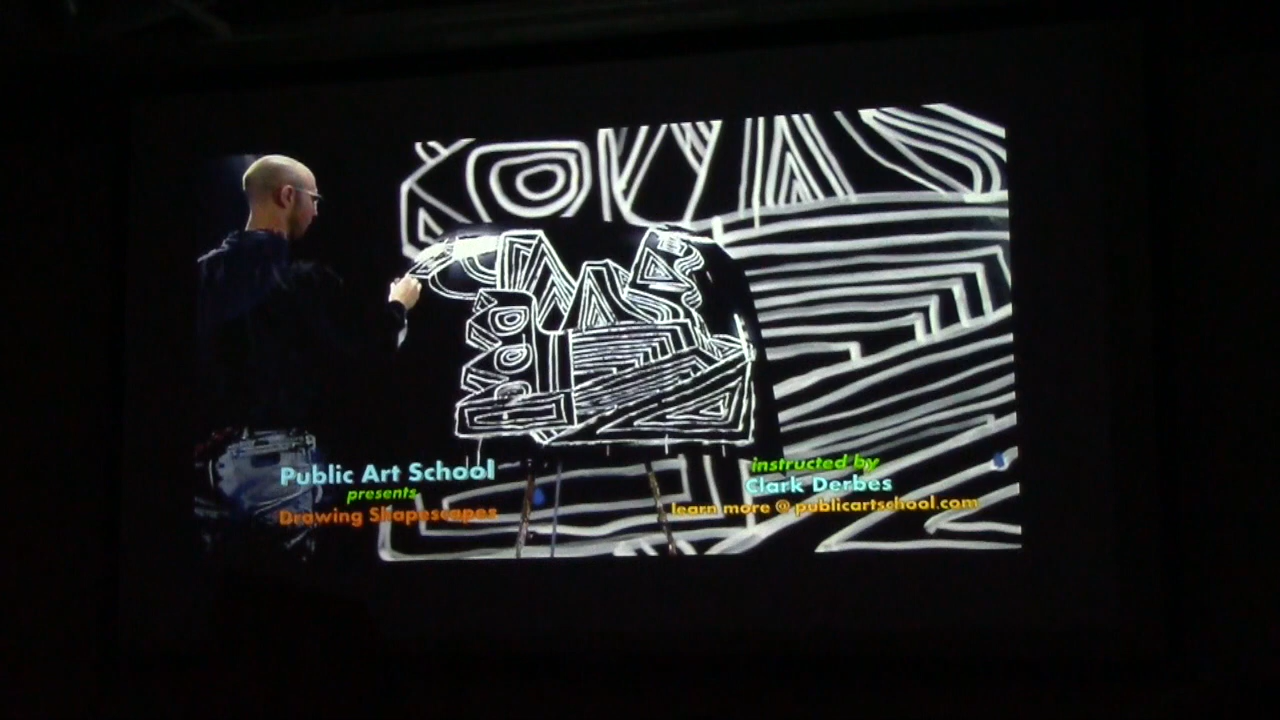 Public Art School
presents
Drawing Shapescapes
instructed by
Clark Derbes
learn more @ publicartschool.com